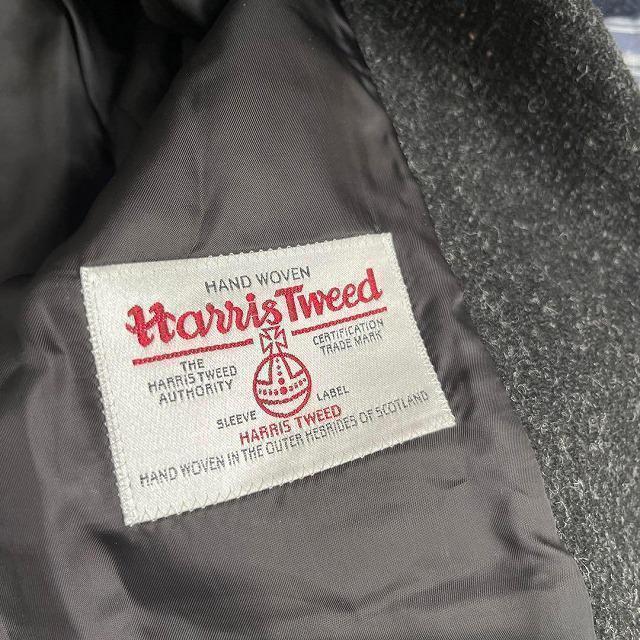 HAND WOVEN
Harris Tweed
THE
HARRIS TWEED
AUTHORITY
CERTIFICATION
TRADE MARK
SLEEVE LABEL
HARRIS TWEED
HAND WOVEN IN THE OUTER HEBRIDES OF SCOTLAND